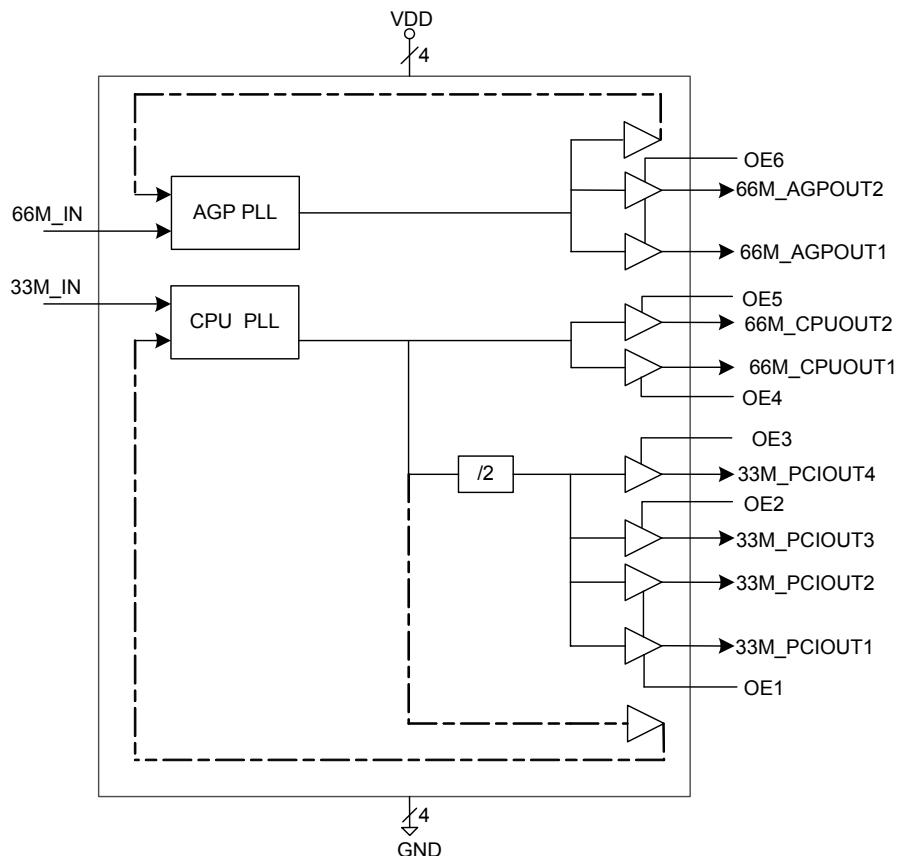 VDD
4
OE6
66M_AGPOUT2
AGP PLL
66M_IN
66M_AGPOUT1
33M_IN
OE5
CPU PLL
66M_CPUOUT2
66M_CPUOUT1
OE4
OE3
/2
33M_PCIOUT4
OE2
33M_PCIOUT3
33M_PCIOUT2
33M_PCIOUT1
OE1
4
GND